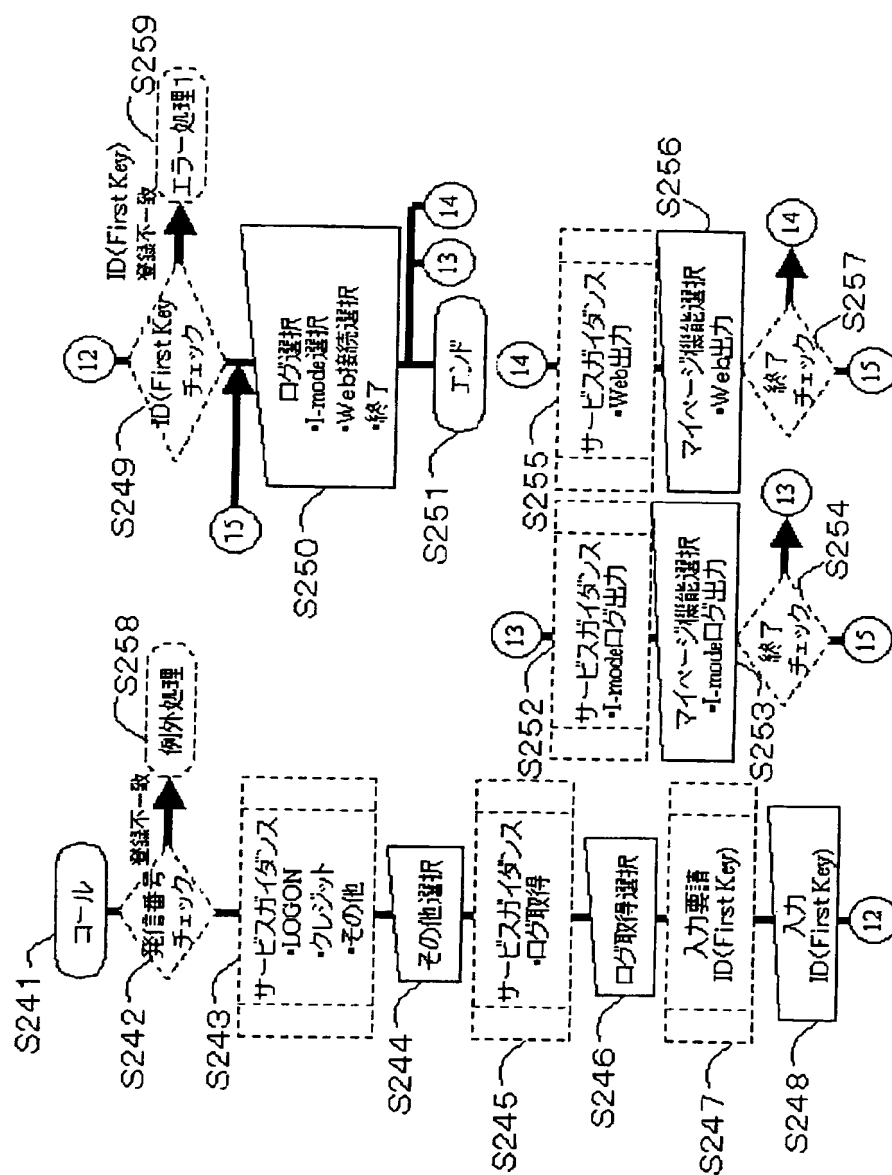 S241
コール
S242
発信番号
チェック
登録不一致
例外処理
S258
S243
サービスガイダンス
・LOGON
・クレジット
・その他
S244
その他選択
S245
サービスガイダンス
・ログ取得
S246
ログ取得選択
S247
入力要請
ID(First Key)
S248
入力
ID(First Key)
12
12
S249
ID(First Key
チェック
ID(First Key)
登録不一致
エラー処理1
S259
15
S250
ログ選択
・I-mode選択
・Web接続選択
・終了
S251
エンド
13
14
13
S252
サービスガイダンス
・I-modeログ出力
S253
マイページ機能選択
・I-modeログ出力
S254
終了
チェック
13
15
14
S255
サービスガイダンス
・Web出力
S256
マイページ機能選択
・Web出力
S257
終了
チェック
14
15